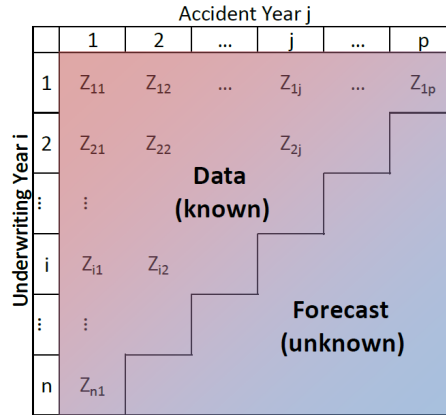 Accident Year j
1 2 ... j ... p
1 Z11 Z12 ... Z1j ... Z1p
2 Z21 Z22 Z2j
Data
(known)
⋮ ⋮
i Zi1 Zi2
Forecast
(unknown)
⋮ ⋮
n Zn1
Underwriting Year i